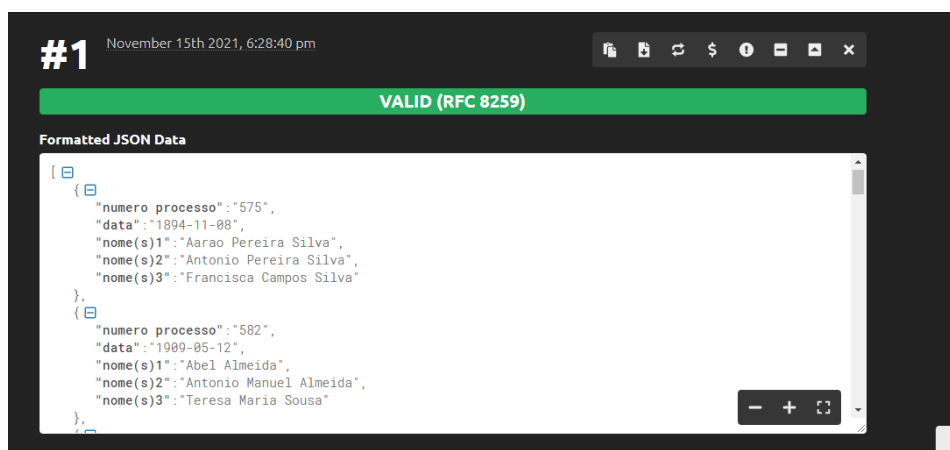 #1
November 15th 2021, 6:28:40 pm
VALID (RFC 8259)
Formatted JSON Data
[
{
"numero processo":"575",
"data":"1894-11-08",
"nome(s)1":"Aarao Pereira Silva",
"nome(s)2":"Antonio Pereira Silva",
"nome(s)3":"Francisca Campos Silva"
},
{
"numero processo":"582",
"data":"1909-05-12",
"nome(s)1":"Abel Almeida",
"nome(s)2":"Antonio Manuel Almeida",
"nome(s)3":"Teresa Maria Sousa"
},
{